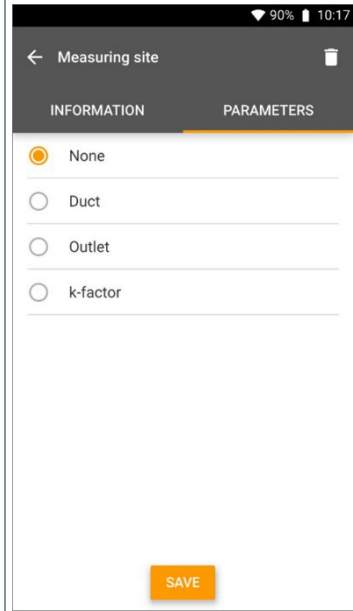 90% 10:17
Measuring site
INFORMATION PARAMETERS
None
Duct
Outlet
k-factor
SAVE